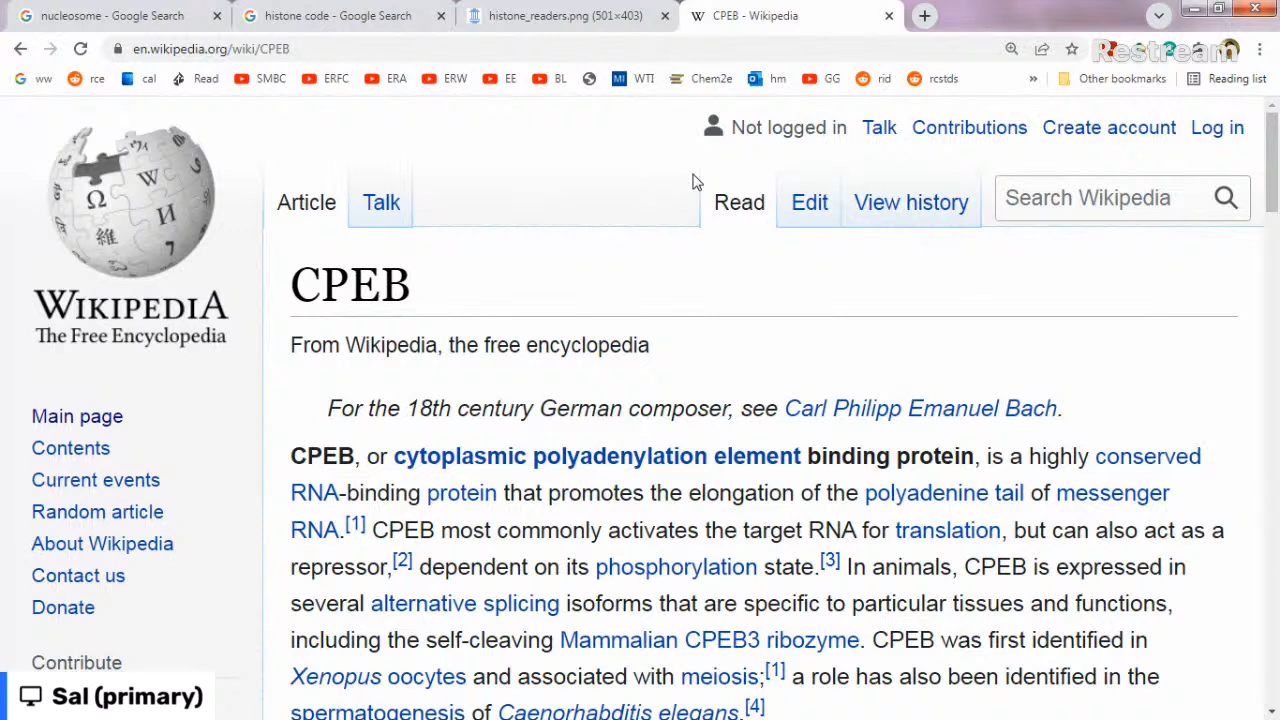 nucleosome - Google Search
histone code - Google Search
histone_readers.png (501×403)
CPEB - Wikipedia
en.wikipedia.org/wiki/CPEB
Restream
ww
rce
cal
Read
SMBC
ERFC
ERA
ERW
EE
BL
MI WTI
Chem2e
hm
GG
rid
rcstds
»
Other bookmarks
Reading list
Not logged in Talk Contributions Create account Log in
Article Talk Read Edit View history Search Wikipedia
WIKIPEDIA
The Free Encyclopedia
Main page
Contents
Current events
Random article
About Wikipedia
Contact us
Donate
Contribute
CPEB
From Wikipedia, the free encyclopedia
For the 18th century German composer, see Carl Philipp Emanuel Bach.
CPEB, or cytoplasmic polyadenylation element binding protein, is a highly conserved
RNA-binding protein that promotes the elongation of the polyadenine tail of messenger
RNA.[1] CPEB most commonly activates the target RNA for translation, but can also act as a
repressor,[2] dependent on its phosphorylation state.[3] In animals, CPEB is expressed in
several alternative splicing isoforms that are specific to particular tissues and functions,
including the self-cleaving Mammalian CPEB3 ribozyme. CPEB was first identified in
Xenopus oocytes and associated with meiosis;[1] a role has also been identified in the
spermatogenesis of Caenorhabditis elegans.[4]
Sal (primary)